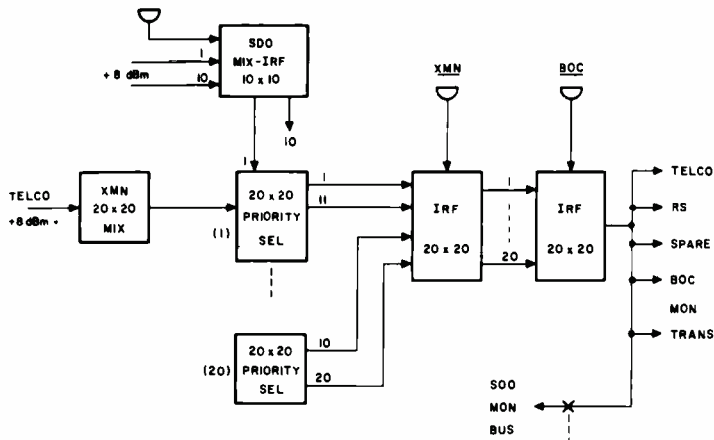 SDO
MIX-IRF
10 x 10
1
+ 8 dBm
10
10
XMN
BOC
1
TELCO
+8 dBm
XMN
20 x 20
MIX
20 x 20
PRIORITY
SEL
(1)
1
11
IRF
20 x 20
1
20
IRF
20 x 20
TELCO
RS
SPARE
BOC
MON
TRANS
10
20
(20)
20 x 20
PRIORITY
SEL
SOO
MON
BUS